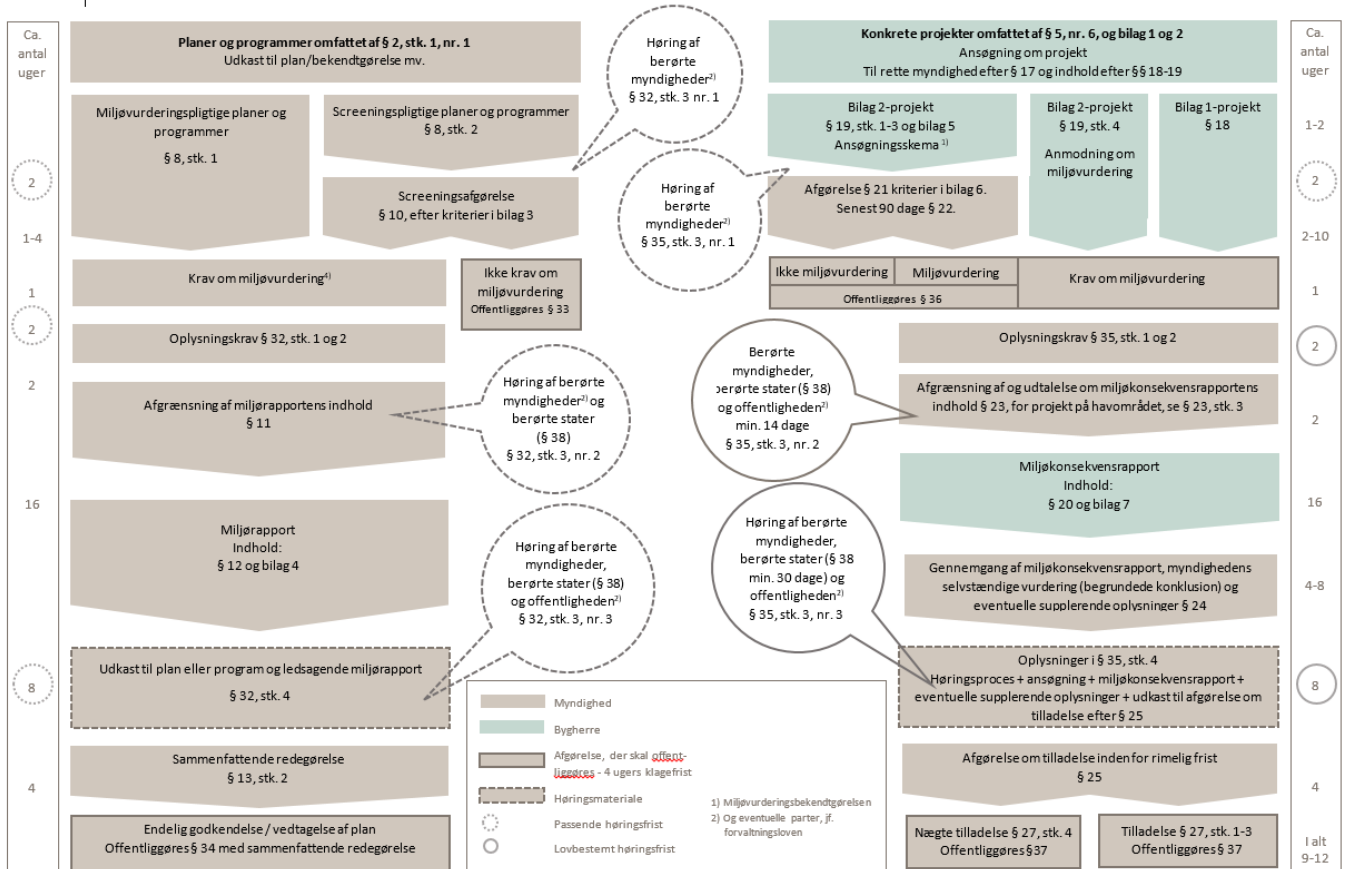 Ca.
antal
uger
2
1-4
1
2
2
16
8
4
Planer og programmer omfattet af § 2, stk. 1, nr. 1
Udkast til plan/bekendtgørelse mv.
Miljøvurderingspligtige planer og
programmer
§ 8, stk. 1
Screeningspligtige planer og programmer
§ 8, stk. 2
Screeningsafgørelse
§ 10, efter kriterier i bilag 3
Krav om miljøvurdering4)
Ikke krav om
miljøvurdering
Offentliggøres § 33
Oplysningskrav § 32, stk. 1 og 2
Afgrænsning af miljørapportens indhold
§ 11
Miljørapport
Indhold:
§ 12 og bilag 4
Udkast til plan eller program og ledsagende miljørapport
§ 32, stk. 4
Sammenfattende redegørelse
§ 13, stk. 2
Endelig godkendelse / vedtagelse af plan
Offentliggøres § 34 med sammenfattende redegørelse
Høring af
berørte
myndigheder2)
§ 32, stk. 3 nr. 1
Høring af
berørte
myndigheder2)
§ 35, stk. 3, nr. 1
Høring af berørte
myndigheder2) og
berørte stater
(§ 38)
§ 32, stk. 3, nr. 2
Berørte
myndigheder,
berørte stater (§ 38)
og offentligheden2)
min. 14 dage
§ 35, stk. 3, nr. 2
Høring af berørte
myndigheder,
berørte stater (§ 38)
og offentligheden2)
§ 32, stk. 3, nr. 3
Høring af berørte
myndigheder,
berørte stater (§ 38
min. 30 dage) og
offentligheden2)
§ 35, stk. 3, nr. 3
Myndighed
Bygherre
Afgørelse, der skal offent-
liggøres - 4 ugers klagefrist
Høringsmateriale
Passende høringsfrist
Lovbestemt høringsfrist
1) Miljøvurderingsbekendtgørelsen
2) Og eventuelle parter, jf.
forvaltningsloven
Konkrete projekter omfattet af § 5, nr. 6, og bilag 1 og 2
Ansøgning om projekt
Til rette myndighed efter § 17 og indhold efter §§ 18-19
Bilag 2-projekt
§ 19, stk. 1-3 og bilag 5
Ansøgningsskema 1)
Bilag 2-projekt
§ 19, stk. 4
Anmodning om
miljøvurdering
Bilag 1-projekt
§ 18
Afgørelse § 21 kriterier i bilag 6.
Senest 90 dage § 22.
Ikke miljøvurdering
Miljøvurdering
Offentliggøres § 36
Krav om miljøvurdering
Oplysningskrav § 35, stk. 1 og 2
Afgrænsning af og udtalelse om miljøkonsekvensrapportens
indhold § 23, for projekt på havområdet, se § 23, stk. 3
Miljøkonsekvensrapport
Indhold:
§ 20 og bilag 7
Gennemgang af miljøkonsekvensrapport, myndighedens
selvstændige vurdering (begrundede konklusion) og
eventuelle supplerende oplysninger § 24
Oplysninger i § 35, stk. 4
Høringsproces + ansøgning + miljøkonsekvensrapport +
eventuelle supplerende oplysninger + udkast til afgørelse om
tilladelse efter § 25
Afgørelse om tilladelse inden for rimelig frist
§ 25
Nægte tilladelse § 27, stk. 4
Offentliggøres §37
Tilladelse § 27, stk. 1-3
Offentliggøres § 37
Ca.
antal
uger
1-2
2
2-10
1
2
2
16
4-8
8
4
I alt
9-12